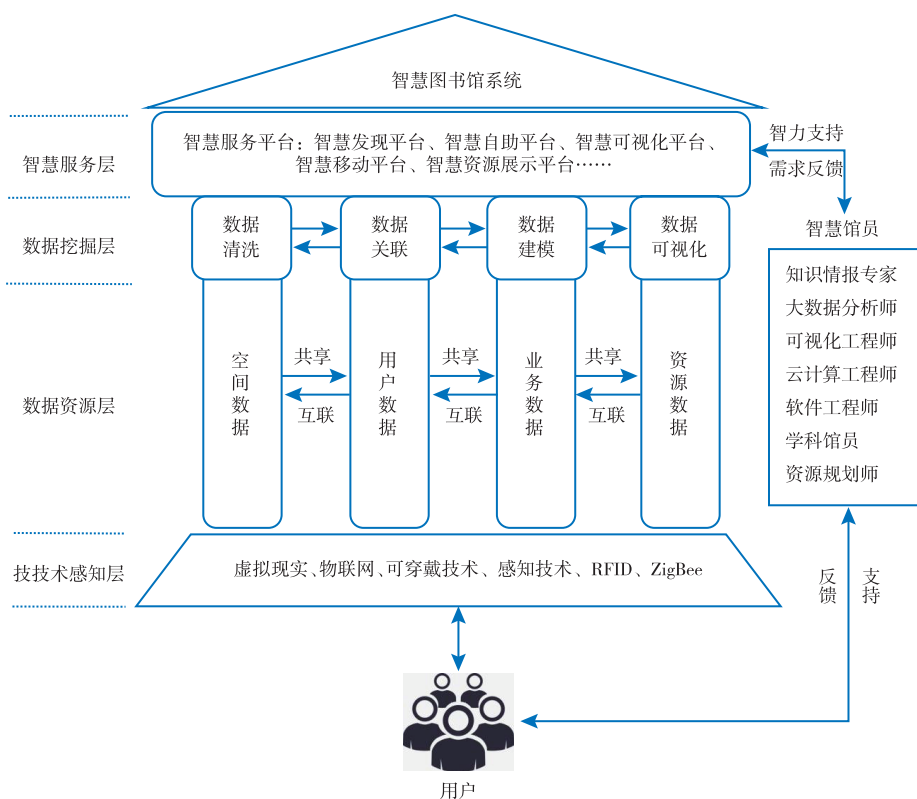 智慧图书馆系统
智慧服务层
智慧服务平台：智慧发现平台、智慧自助平台、智慧可视化平台、
智慧移动平台、智慧资源展示平台……
智力支持
需求反馈
数据挖掘层
数据
清洗
数据
关联
数据
建模
数据
可视化
智慧馆员
知识情报专家
大数据分析师
可视化工程师
云计算工程师
软件工程师
学科馆员
资源规划师
数据资源层
空间数据
共享
互联
用户数据
共享
互联
业务数据
共享
互联
资源数据
技技术感知层
虚拟现实、物联网、可穿戴技术、感知技术、RFID、ZigBee
反馈
支持
用户